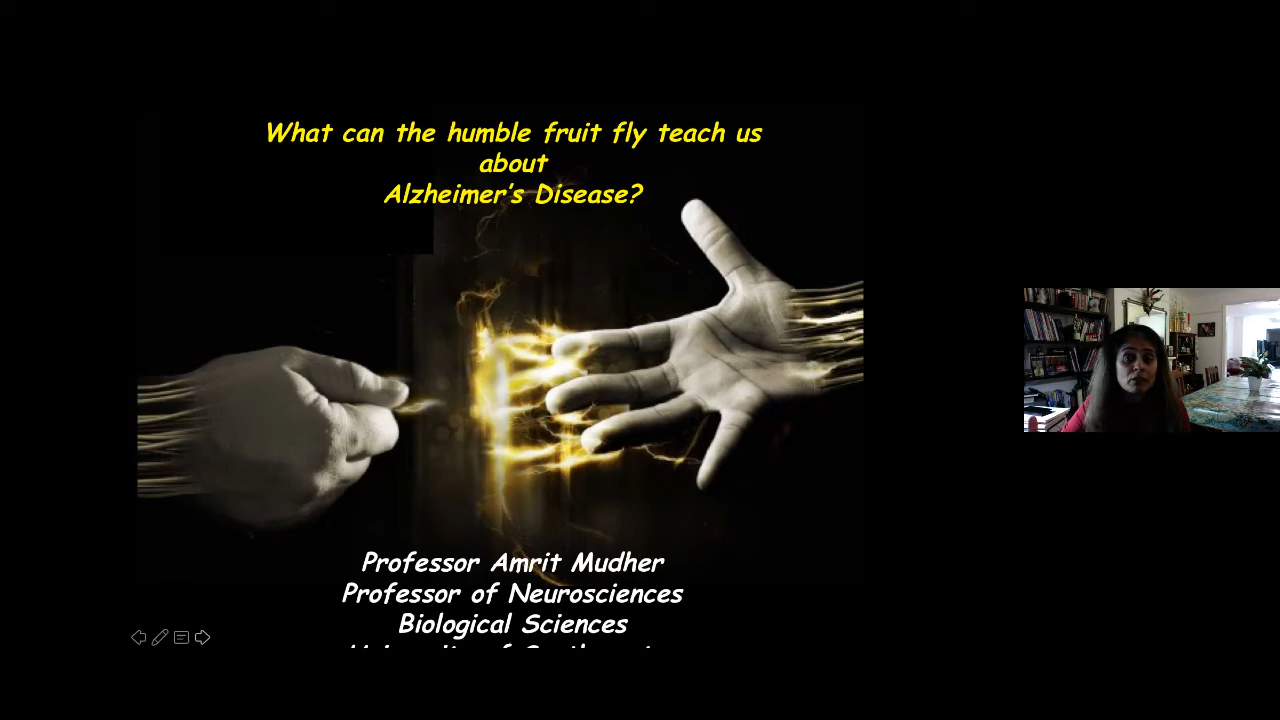 What can the humble fruit fly teach us
about
Alzheimer's Disease?
Professor Amrit Mudher
Professor of Neurosciences
Biological Sciences